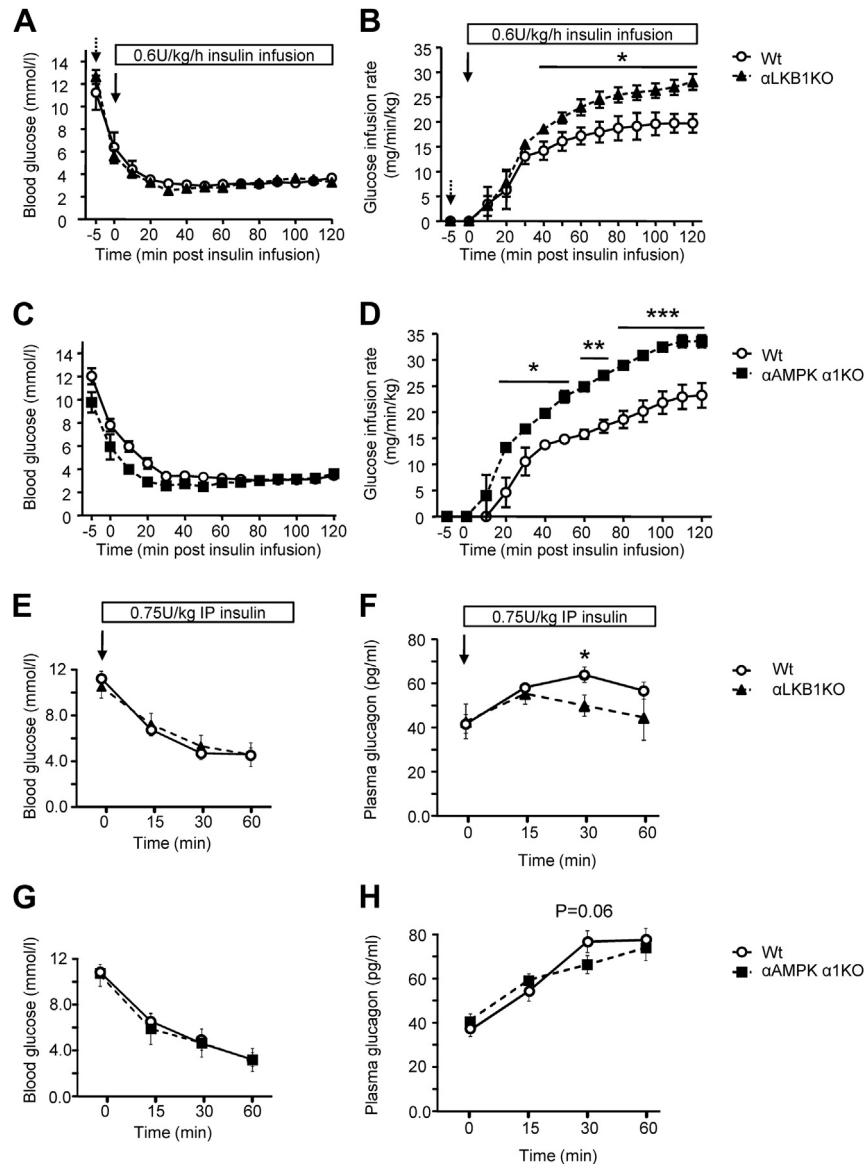 A
0.6U/kg/h insulin infusion
Blood glucose (mmol/l)
14
12
10
8
6
4
2
0
-5 0 20 40 60 80 100 120
Time (min post insulin infusion)
B
0.6U/kg/h insulin infusion
*
Wt
αLKB1KO
Glucose infusion rate
(mg/min/kg)
35
30
25
20
15
10
5
0
-5 0 20 40 60 80 100 120
Time (min post insulin infusion)
C
Blood glucose (mmol/l)
14
12
10
8
6
4
2
0
-5 0 20 40 60 80 100 120
Time (min post insulin infusion)
D
* ** ***
Wt
αAMPK α1KO
Glucose infusion rate
(mg/min/kg)
35
30
25
20
15
10
5
0
-5 0 20 40 60 80 100 120
Time (min post insulin infusion)
E
0.75U/kg IP insulin
Blood glucose (mmol/l)
12
8.0
4.0
0.0
0 15 30 60
Time (min)
F
0.75U/kg IP insulin
*
Wt
αLKB1KO
Plasma glucagon (pg/ml)
80
60
40
20
0.0
0 15 30 60
Time (min)
G
Blood glucose (mmol/l)
12
8.0
4.0
0.0
0 15 30 60
Time (min)
H
P=0.06
Wt
αAMPK α1KO
Plasma glucagon (pg/ml)
80
60
40
20
0.0
0 15 30 60
Time (min)